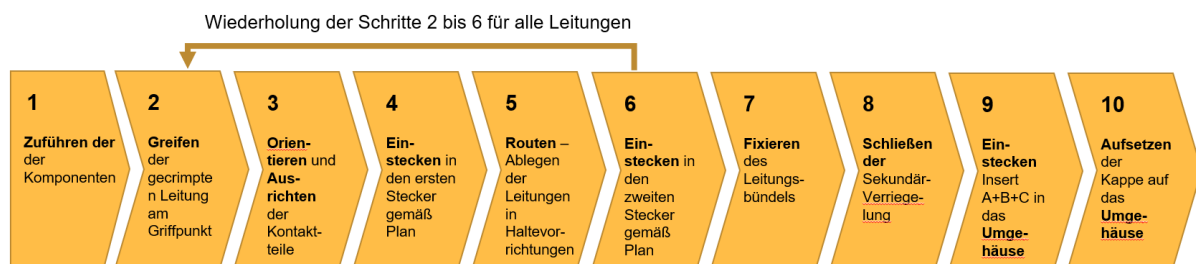 Wiederholung der Schritte 2 bis 6 für alle Leitungen
1
Zuführen der
der
Komponenten
2
Greifen
der
gecrimpte
n Leitung
am
Griffpunkt
3
Orien-
tieren und
Aus-
richten
der
Kontakt-
teile
4
Ein-
stecken in
den ersten
Stecker
gemäß
Plan
5
Routen –
Ablegen
der
Leitungen
in
Haltevor-
richtungen
6
Ein-
stecken in
den
zweiten
Stecker
gemäß
Plan
7
Fixieren
des
Leitungs-
bündels
8
Schließen
der
Sekundär-
Verriege-
lung
9
Ein-
stecken
Insert
A+B+C in
das
Umge-
häuse
10
Aufsetzen
der
Kappe auf
das
Umge-
häuse